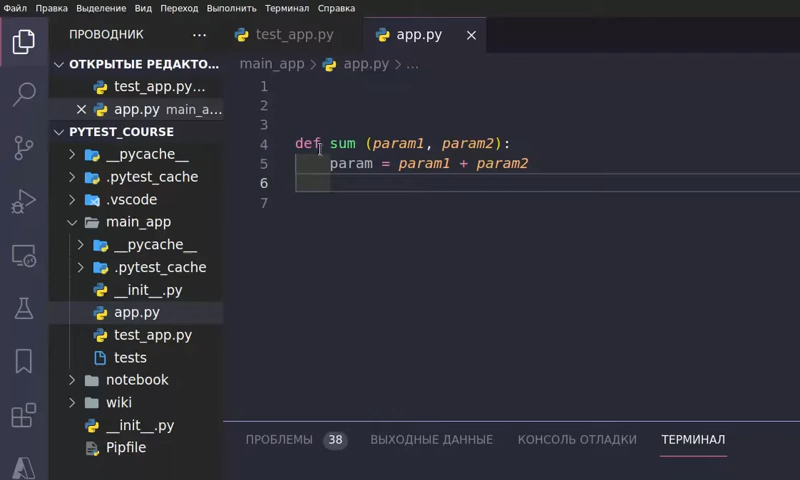 Файл Правка Выделение Вид Переход Выполнить Терминал Справка
ПРОВОДНИК ...
test_app.py
app.py
ОТКРЫТЫЕ РЕДАКТО...
main_app > app.py > ...
test_app.py...
app.py main_a...
PYTEST_COURSE
__pycache__
.pytest_cache
.vscode
main_app
__pycache__
.pytest_cache
__init__.py
app.py
test_app.py
tests
notebook
wiki
__init__.py
Pipfile
1
2
3
4 def sum (param1, param2):
5 param = param1 + param2
6
7
ПРОБЛЕМЫ 38 ВЫХОДНЫЕ ДАННЫЕ КОНСОЛЬ ОТЛАДКИ ТЕРМИНАЛ